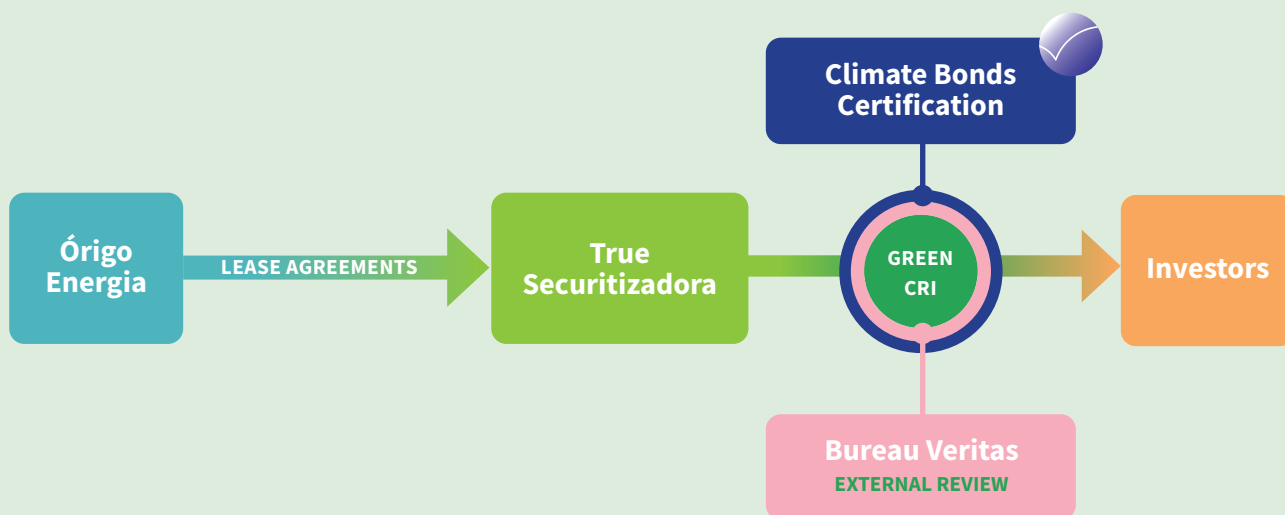 Climate Bonds
Certification
Órigo
Energia
LEASE AGREEMENTS
True
Securitizadora
GREEN
CRI
Investors
Bureau Veritas
EXTERNAL REVIEW